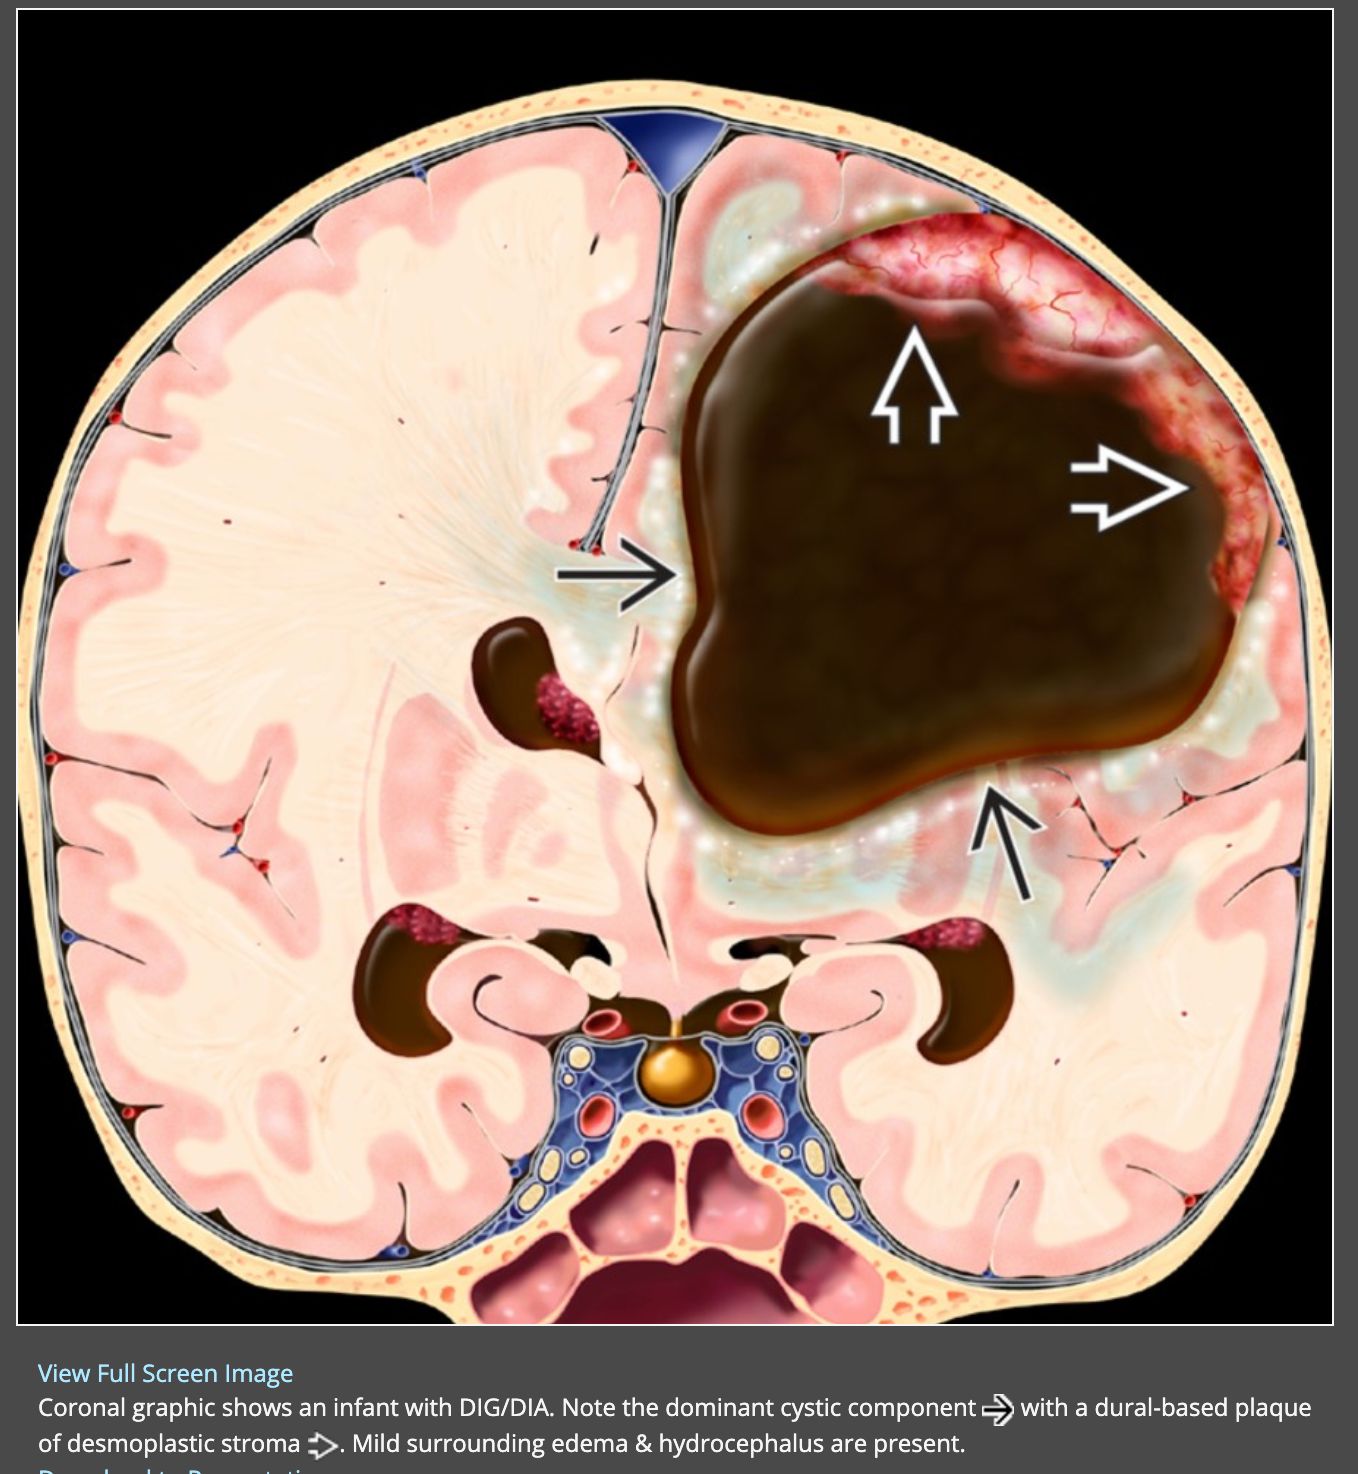 View Full Screen Image
Coronal graphic shows an infant with DIG/DIA. Note the dominant cystic component with a dural-based plaque
of desmoplastic stroma . Mild surrounding edema & hydrocephalus are present.